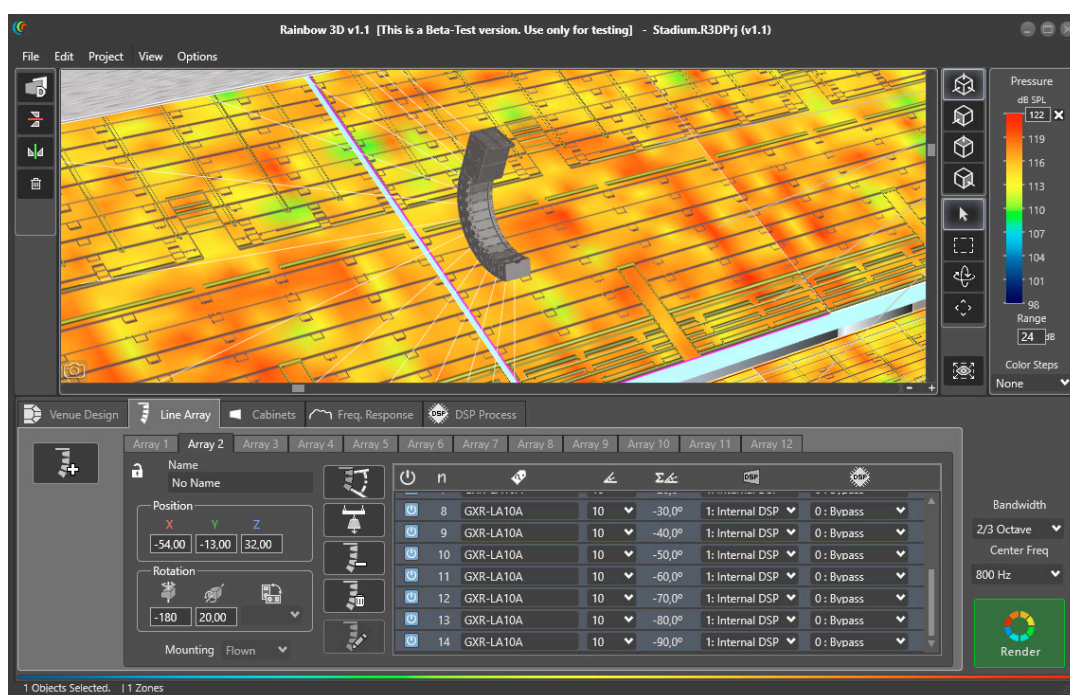 Rainbow 3D v1.1 [This is a Beta-Test version. Use only for testing] - Stadium.R3DPrj (v1.1)
File Edit Project View Options
Pressure
dB SPL
122
119
116
113
110
107
104
101
98
Range
24 dB
Color Steps
None
Venue Design Line Array Cabinets Freq. Response DSP DSP Process
Array 1 Array 2 Array 3 Array 4 Array 5 Array 6 Array 7 Array 8 Array 9 Array 10 Array 11 Array 12
Name
No Name
Position
X Y Z
-54,00 -13,00 32,00
Rotation
-180 20,00
Mounting Flown
n Σ DSP DSP
8 GXR-LA10A 10 -30,0º 1: Internal DSP 0 : Bypass
9 GXR-LA10A 10 -40,0º 1: Internal DSP 0 : Bypass
10 GXR-LA10A 10 -50,0º 1: Internal DSP 0 : Bypass
11 GXR-LA10A 10 -60,0º 1: Internal DSP 0 : Bypass
12 GXR-LA10A 10 -70,0º 1: Internal DSP 0 : Bypass
13 GXR-LA10A 10 -80,0º 1: Internal DSP 0 : Bypass
14 GXR-LA10A 10 -90,0º 1: Internal DSP 0 : Bypass
Bandwidth
2/3 Octave
Center Freq
800 Hz
Render
1 Objects Selected. | 1 Zones